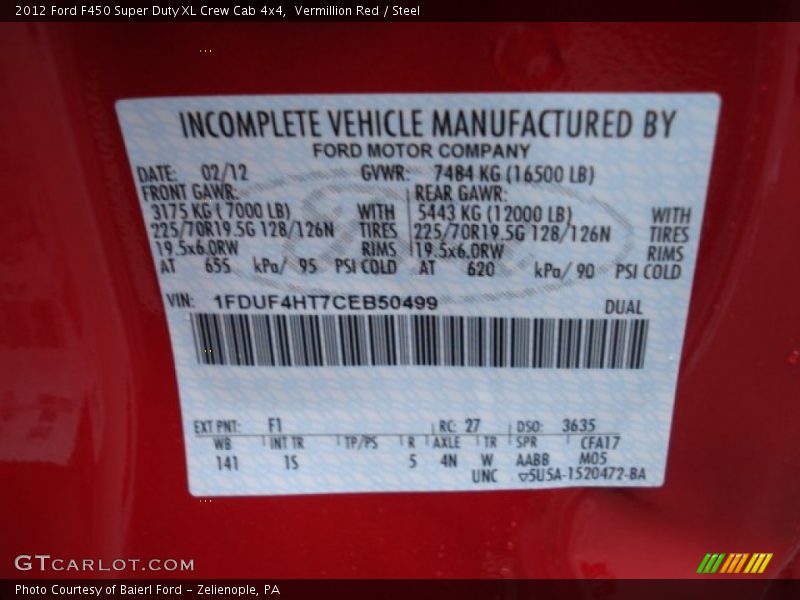 2012 Ford F450 Super Duty XL Crew Cab 4x4,  Vermillion Red / Steel
INCOMPLETE VEHICLE MANUFACTURED BY
FORD MOTOR COMPANY
DATE: 02/12 GVWR: 7484 KG (16500 LB)
FRONT GAWR: REAR GAWR:
3175 KG ( 7000 LB) WITH 5443 KG (12000 LB) WITH
225/70R19.5G 128/126N TIRES 225/70R19.5G 128/126N TIRES
19.5x6.0RW RIMS 19.5x6.0RW RIMS
AT 655 kPa/ 95 PSI COLD AT 620 kPa/ 90 PSI COLD
VIN: 1FDUF4HT7CEB50499 DUAL
EXT PNT: F1 RC: 27 DSO: 3635
WB INT TR TP/PS R AXLE TR SPR CFA17
141 1S 5 4N W AABB M05
UNC ▽5U5A-1520472-BA
GTCARLOT.COM
Photo Courtesy of Baierl Ford - Zelienople, PA